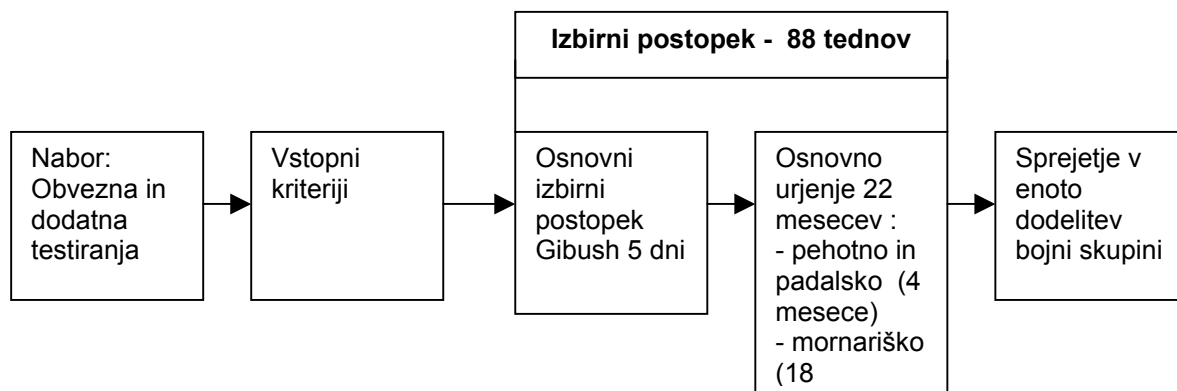 Izbirni postopek - 88 tednov
Nabor:
Obvezna in
dodatna
testiranja
Vstopni
kriteriji
Osnovni
izbirni
postopek
Gibush 5 dni
Osnovno
urjenje 22
mesecev :
- pehotno in
padalsko (4
mesece)
- mornariško
(18
Sprejetje v
enoto
dodelitev
bojni skupini